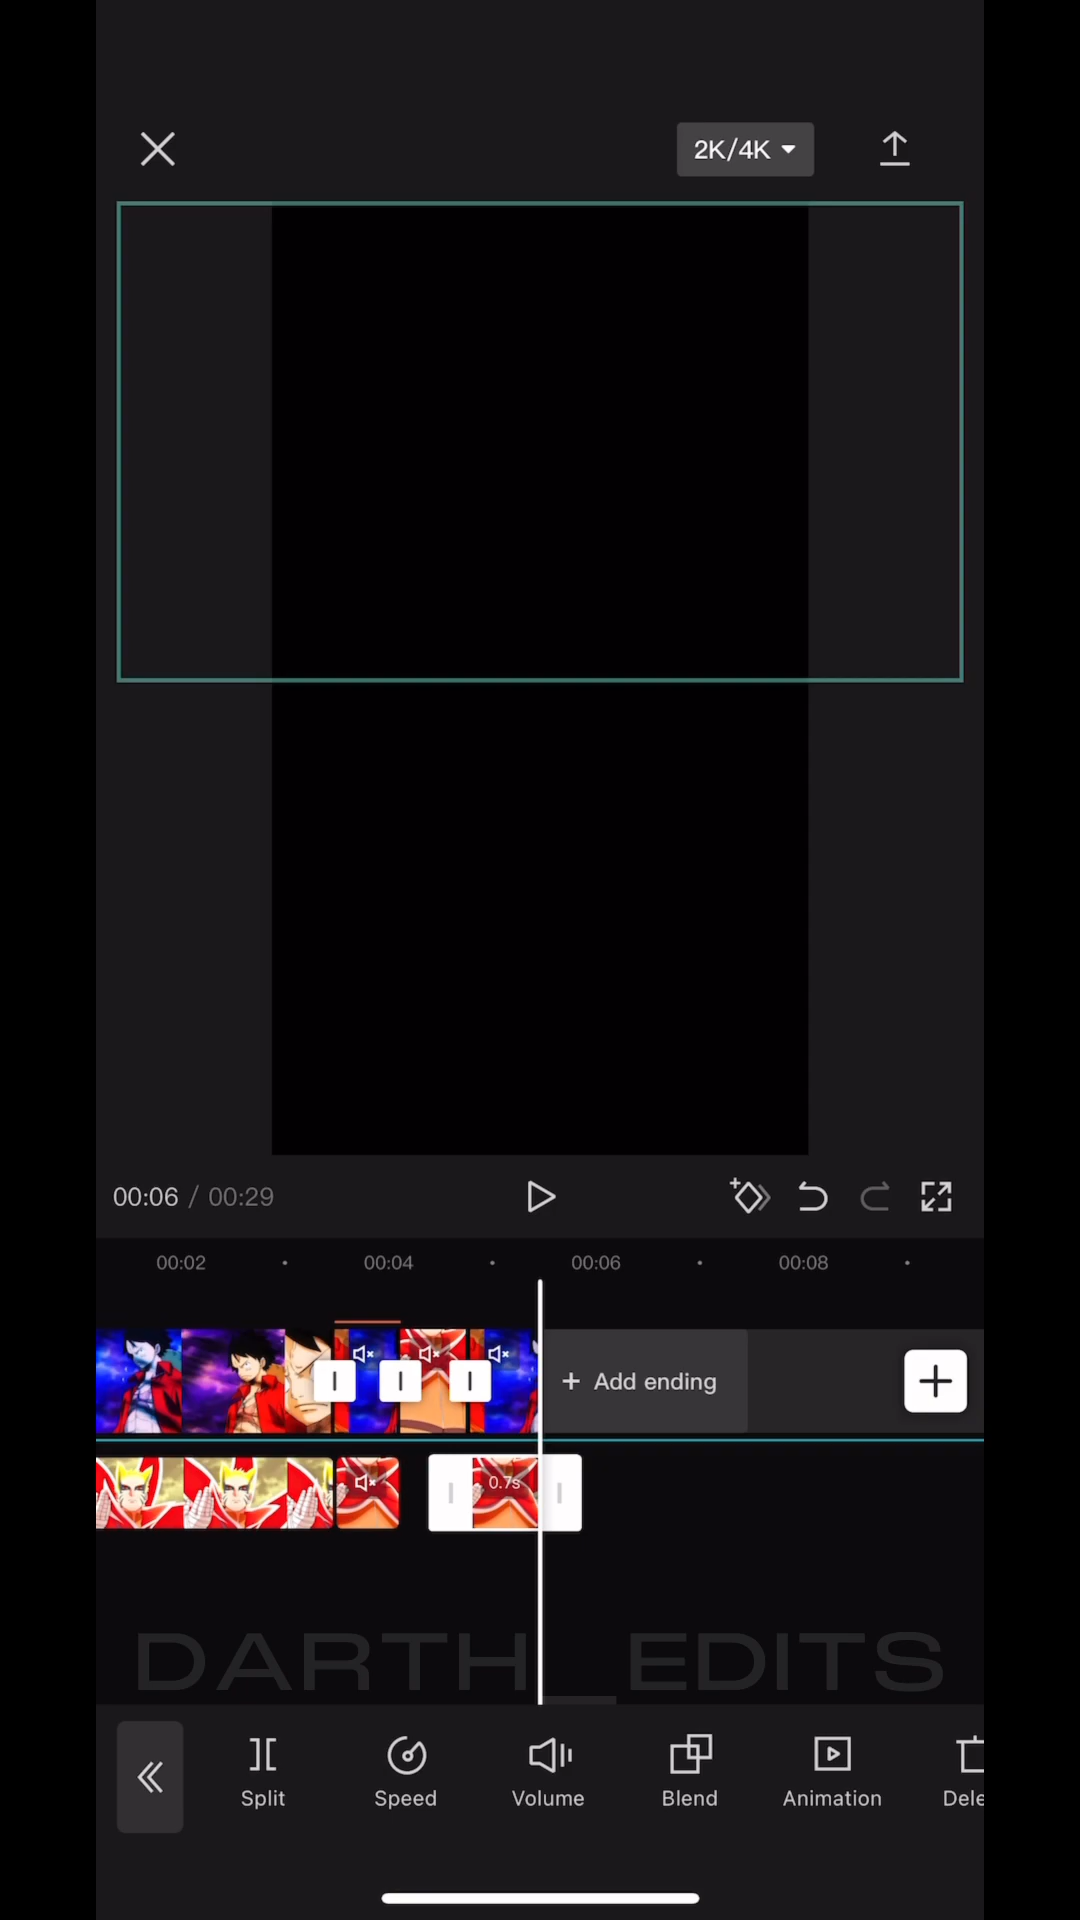 2K/4K
00:06 / 00:29
00:02 00:04 00:06 00:08
+ Add ending
0.7s
DARTH_EDITS
Split Speed Volume Blend Animation Dele